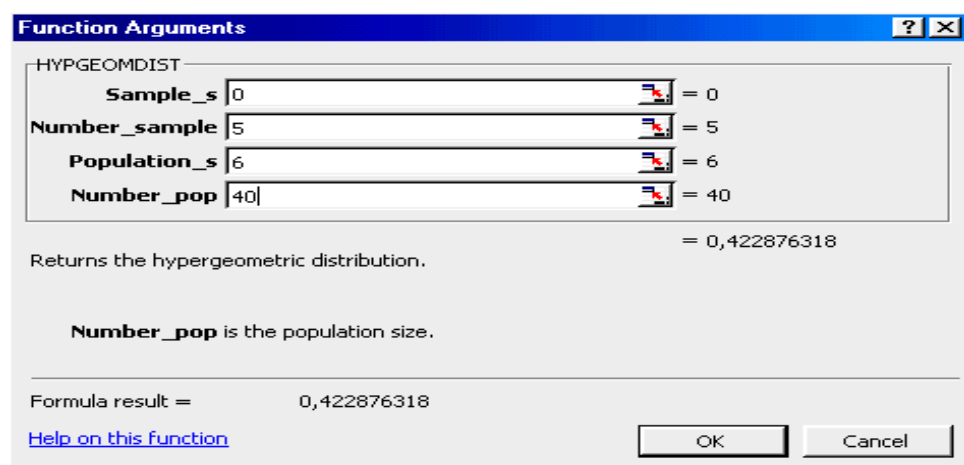 Function Arguments
HYPGEOMDIST
Sample_s 0 = 0
Number_sample 5 = 5
Population_s 6 = 6
Number_pop 40 = 40
= 0,422876318
Returns the hypergeometric distribution.
Number_pop is the population size.
Formula result = 0,422876318
Help on this function OK Cancel